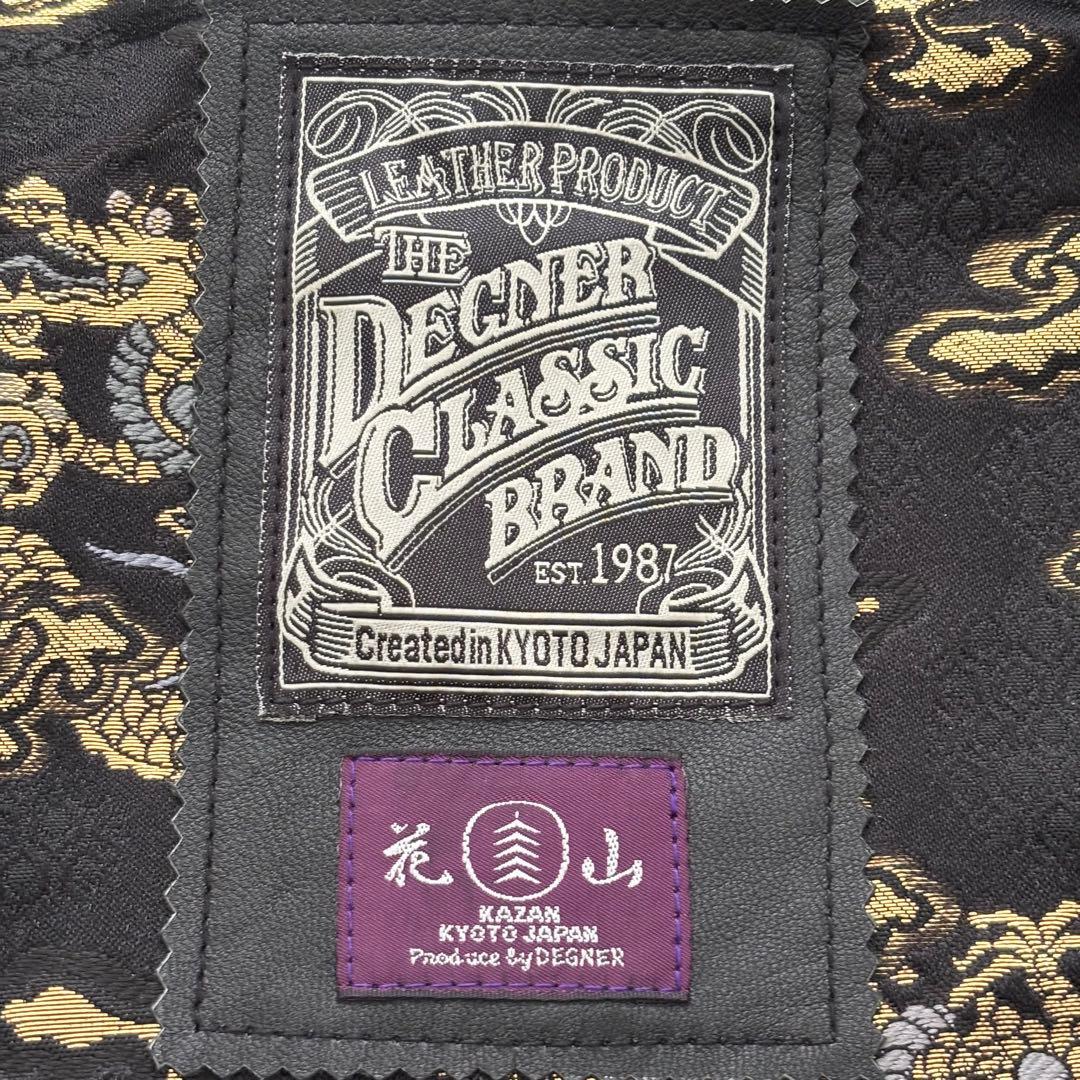 LEATHER PRODUCT
THE
DEGNER
CLASSIC
BRAND
EST. 1987
Created in KYOTO JAPAN
花 山
KAZAN
KYOTO JAPAN
Produce by DEGNER